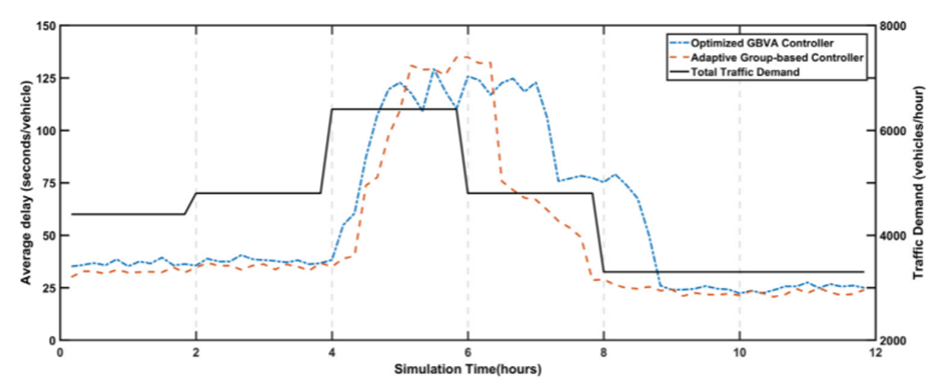 150
125
100
75
50
25
0
Average delay (seconds/vehicle)
8000
6000
4000
2000
Traffic Demand (vehicles/hour)
Optimized GBVA Controller
Adaptive Group-based Controller
Total Traffic Demand
0 2 4 6 8 10 12
Simulation Time(hours)